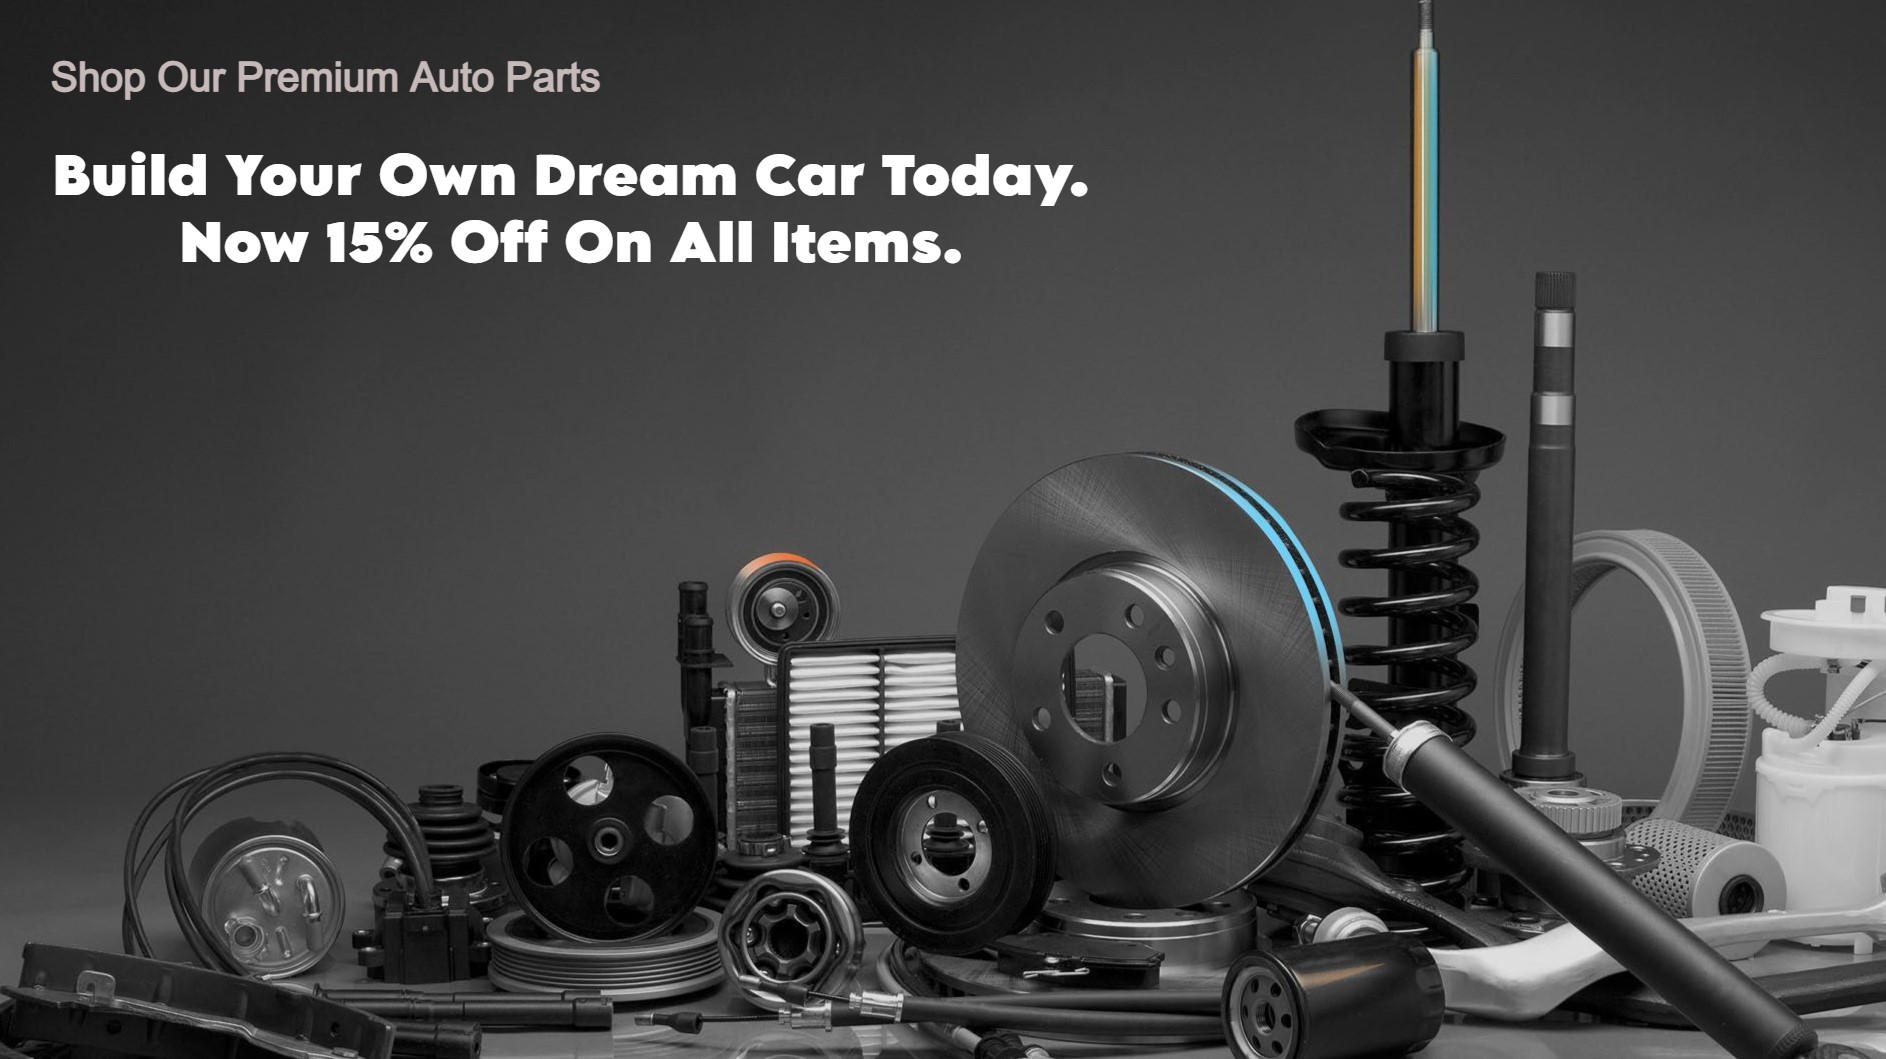 Shop Our Premium Auto Parts
Build Your Own Dream Car Today.
Now 15% Off On All Items.